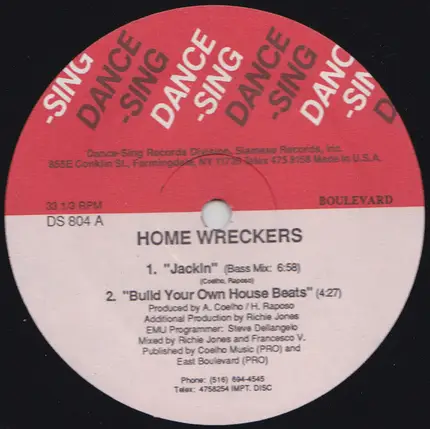 -SING DANCE -SING DANCE -SING DANCE -SING DANCE
Dance-Sing Records Division, Siamese Records, Inc.
855E Conklin St., Farmingdale, NY 11735 Telex 475 8158 Made in U.S.A.
33 1/3 RPM
BOULEVARD
DS 804 A
HOME WRECKERS
1. "Jackin" (Bass Mix: 6:58)
(Coelho, Raposo)
2. "Build Your Own House Beats" (4:27)
Produced by A. Coelho / H. Raposo
Additional Production by Richie Jones
EMU Programmer: Steve Dellangelo
Mixed by Richie Jones and Francesco V.
Published by Coelho Music (PRO) and
East Boulevard (PRO)
Phone: (516) 694-4545
Telex: 4758254 IMPT. DISC